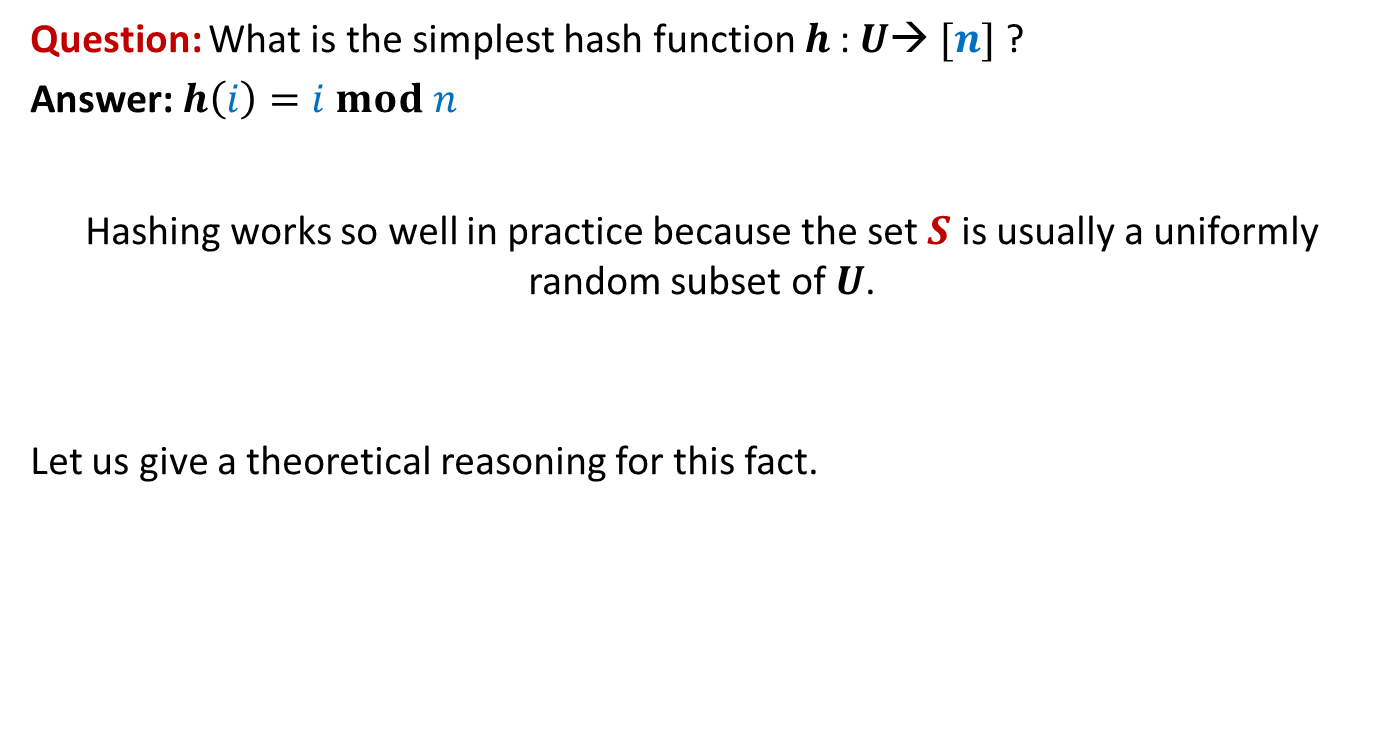 Question: What is the simplest hash function h : U→ [n] ?
Answer: h(i) = i mod n
Hashing works so well in practice because the set S is usually a uniformly
random subset of U.
Let us give a theoretical reasoning for this fact.